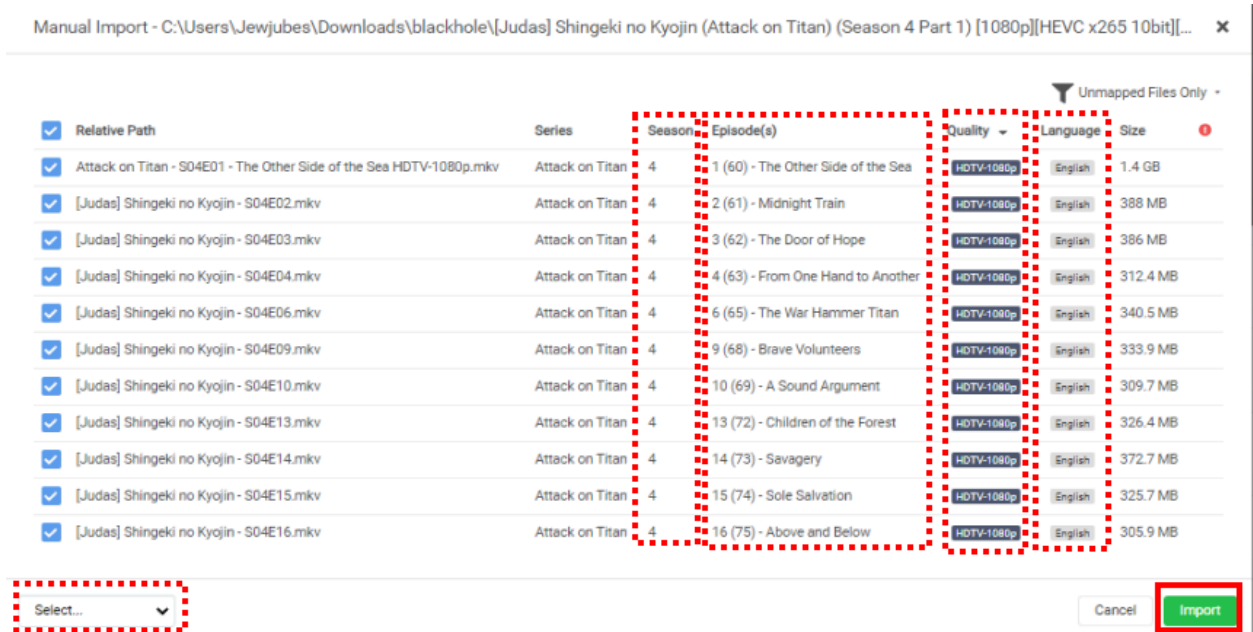 Manual Import - C:\Users\Jewjubes\Downloads\blackhole\[Judas] Shingeki no Kyojin (Attack on Titan) (Season 4 Part 1) [1080p][HEVC x265 10bit][...
Unmapped Files Only
Relative Path Series Season Episode(s) Quality Language Size
Attack on Titan - S04E01 - The Other Side of the Sea HDTV-1080p.mkv Attack on Titan 4 1 (60) - The Other Side of the Sea HDTV-1080p English 1.4 GB
[Judas] Shingeki no Kyojin - S04E02.mkv Attack on Titan 4 2 (61) - Midnight Train HDTV-1080p English 388 MB
[Judas] Shingeki no Kyojin - S04E03.mkv Attack on Titan 4 3 (62) - The Door of Hope HDTV-1080p English 386 MB
[Judas] Shingeki no Kyojin - S04E04.mkv Attack on Titan 4 4 (63) - From One Hand to Another HDTV-1080p English 312.4 MB
[Judas] Shingeki no Kyojin - S04E06.mkv Attack on Titan 4 6 (65) - The War Hammer Titan HDTV-1080p English 340.5 MB
[Judas] Shingeki no Kyojin - S04E09.mkv Attack on Titan 4 9 (68) - Brave Volunteers HDTV-1080p English 333.9 MB
[Judas] Shingeki no Kyojin - S04E10.mkv Attack on Titan 4 10 (69) - A Sound Argument HDTV-1080p English 309.7 MB
[Judas] Shingeki no Kyojin - S04E13.mkv Attack on Titan 4 13 (72) - Children of the Forest HDTV-1080p English 326.4 MB
[Judas] Shingeki no Kyojin - S04E14.mkv Attack on Titan 4 14 (73) - Savagery HDTV-1080p English 372.7 MB
[Judas] Shingeki no Kyojin - S04E15.mkv Attack on Titan 4 15 (74) - Sole Salvation HDTV-1080p English 325.7 MB
[Judas] Shingeki no Kyojin - S04E16.mkv Attack on Titan 4 16 (75) - Above and Below HDTV-1080p English 305.9 MB
Select... Cancel Import